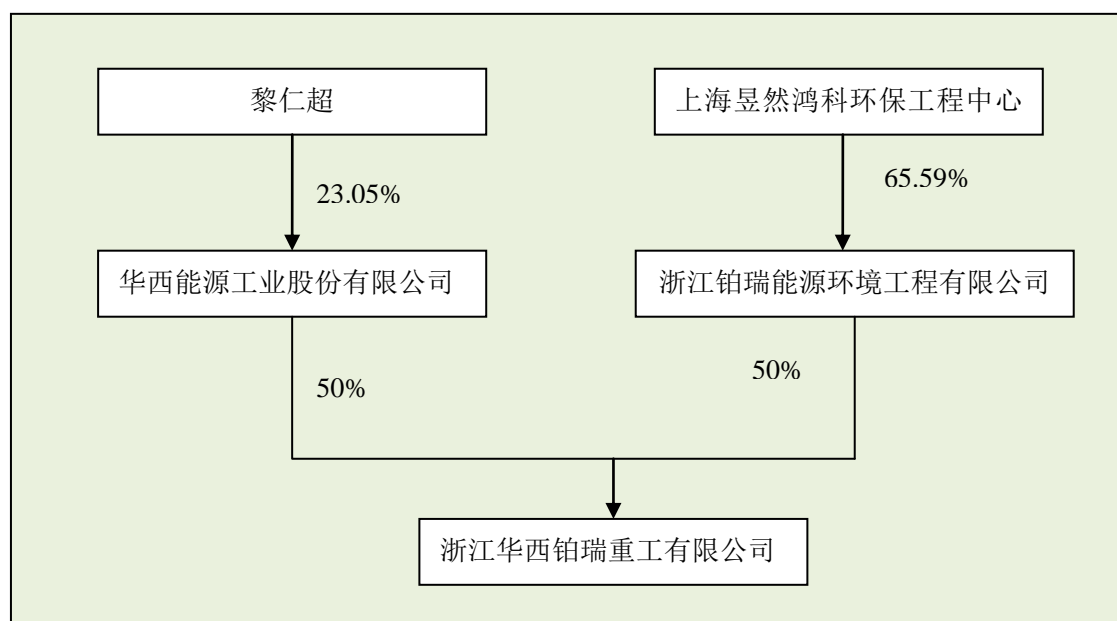 黎仁超
上海昱然鸿科环保工程中心
23.05%
65.59%
华西能源工业股份有限公司
浙江铂瑞能源环境工程有限公司
50%
50%
浙江华西铂瑞重工有限公司